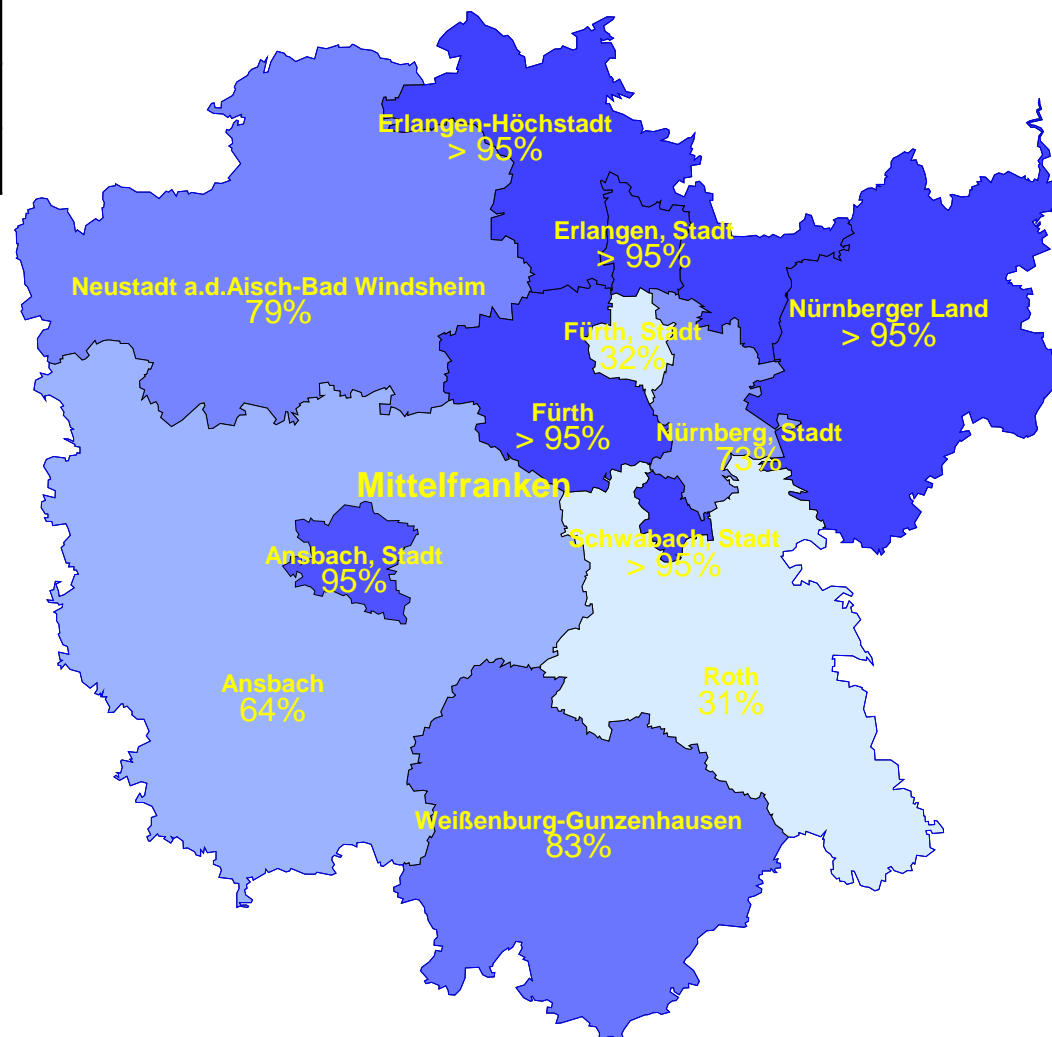 Erlangen-Höchstadt
> 95%
Erlangen, Stadt
> 95%
Neustadt a.d.Aisch-Bad Windsheim
79%
Nürnberger Land
> 95%
Fürth, Stadt
32%
Fürth
> 95%
Nürnberg, Stadt
73%
Mittelfranken
Schwabach, Stadt
> 95%
Ansbach, Stadt
95%
Roth
31%
Ansbach
64%
Weißenburg-Gunzenhausen
83%